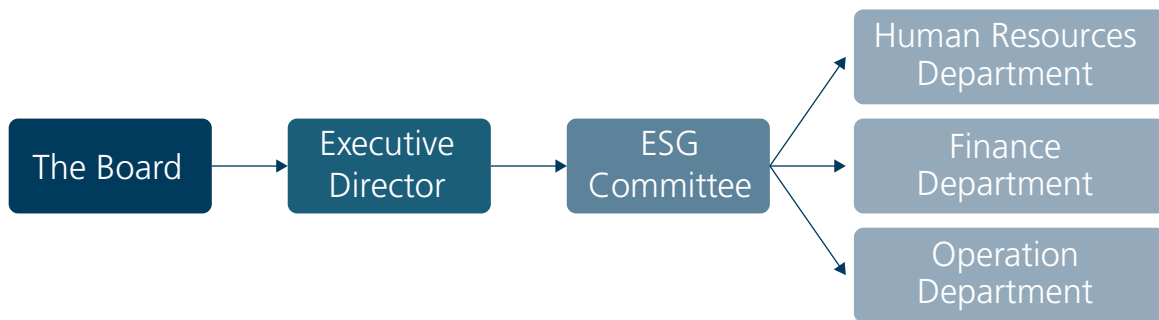 The Board
Executive
Director
ESG
Committee
Human Resources
Department
Finance
Department
Operation
Department